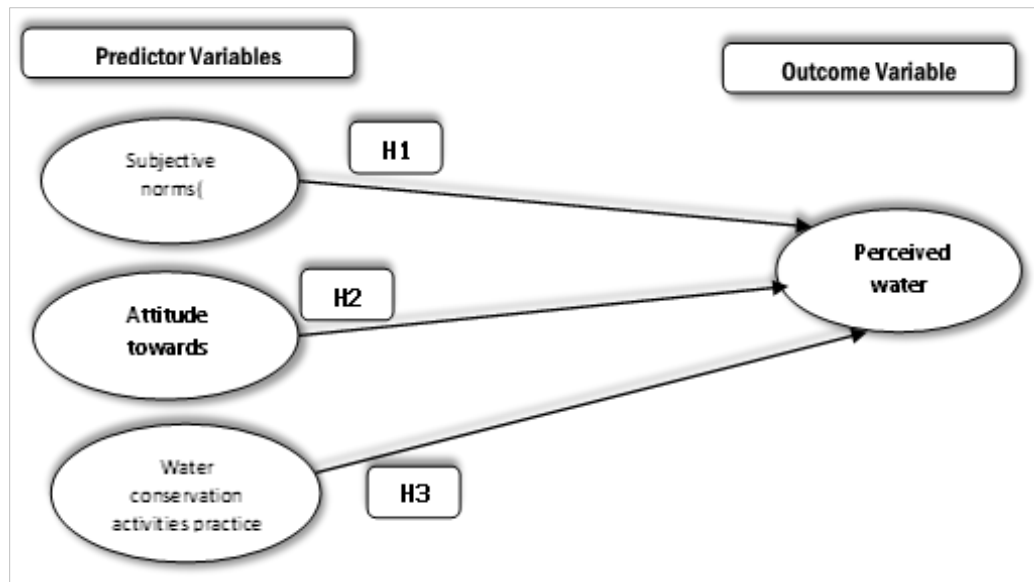 Predictor Variables
Outcome Variable
Subjective
norms(
H1
Perceived
water
H2
Attitude
towards
Water
conservation
activities practice
H3